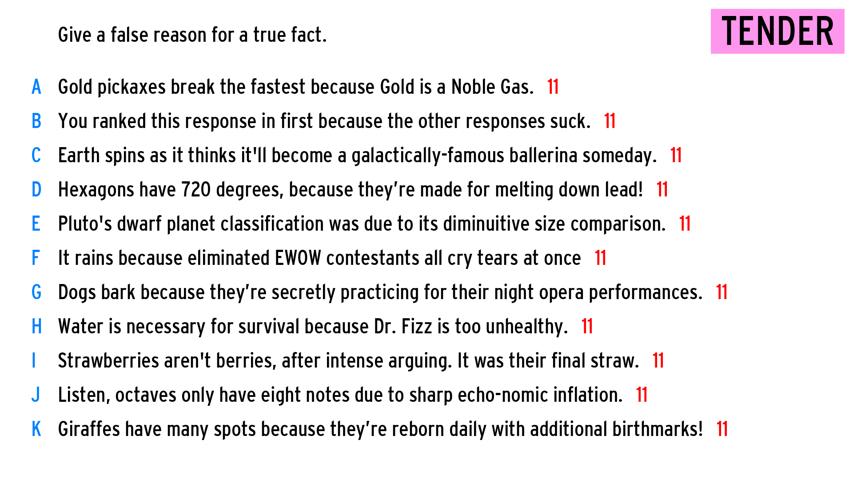 Give a false reason for a true fact.
TENDER
A Gold pickaxes break the fastest because Gold is a Noble Gas. 11
B You ranked this response in first because the other responses suck. 11
C Earth spins as it thinks it'll become a galactically-famous ballerina someday. 11
D Hexagons have 720 degrees, because they’re made for melting down lead! 11
E Pluto's dwarf planet classification was due to its diminuitive size comparison. 11
F It rains because eliminated EWOW contestants all cry tears at once 11
G Dogs bark because they’re secretly practicing for their night opera performances. 11
H Water is necessary for survival because Dr. Fizz is too unhealthy. 11
I Strawberries aren't berries, after intense arguing. It was their final straw. 11
J Listen, octaves only have eight notes due to sharp echo-nomic inflation. 11
K Giraffes have many spots because they’re reborn daily with additional birthmarks! 11